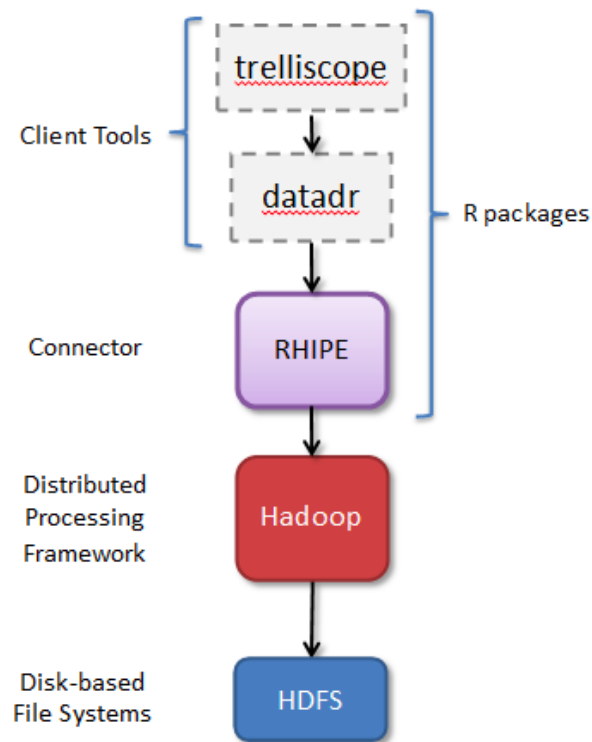 trelliscope
Client Tools
datadr
R packages
Connector
RHIPE
Distributed
Processing
Framework
Hadoop
Disk-based
File Systems
HDFS